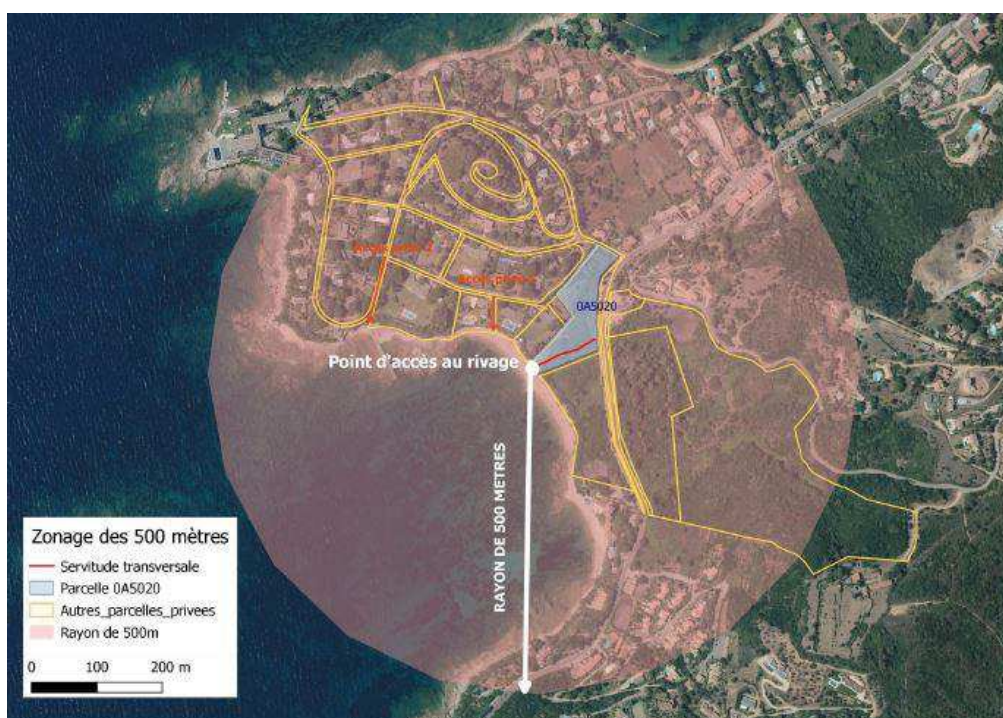 0A5020
Point d'accès au rivage
RAYON DE 500 METRES
Zonage des 500 mètres
Servitude transversale
Parcelle 0A5020
Autres_parcelles_privees
Rayon de 500m
0 100 200 m